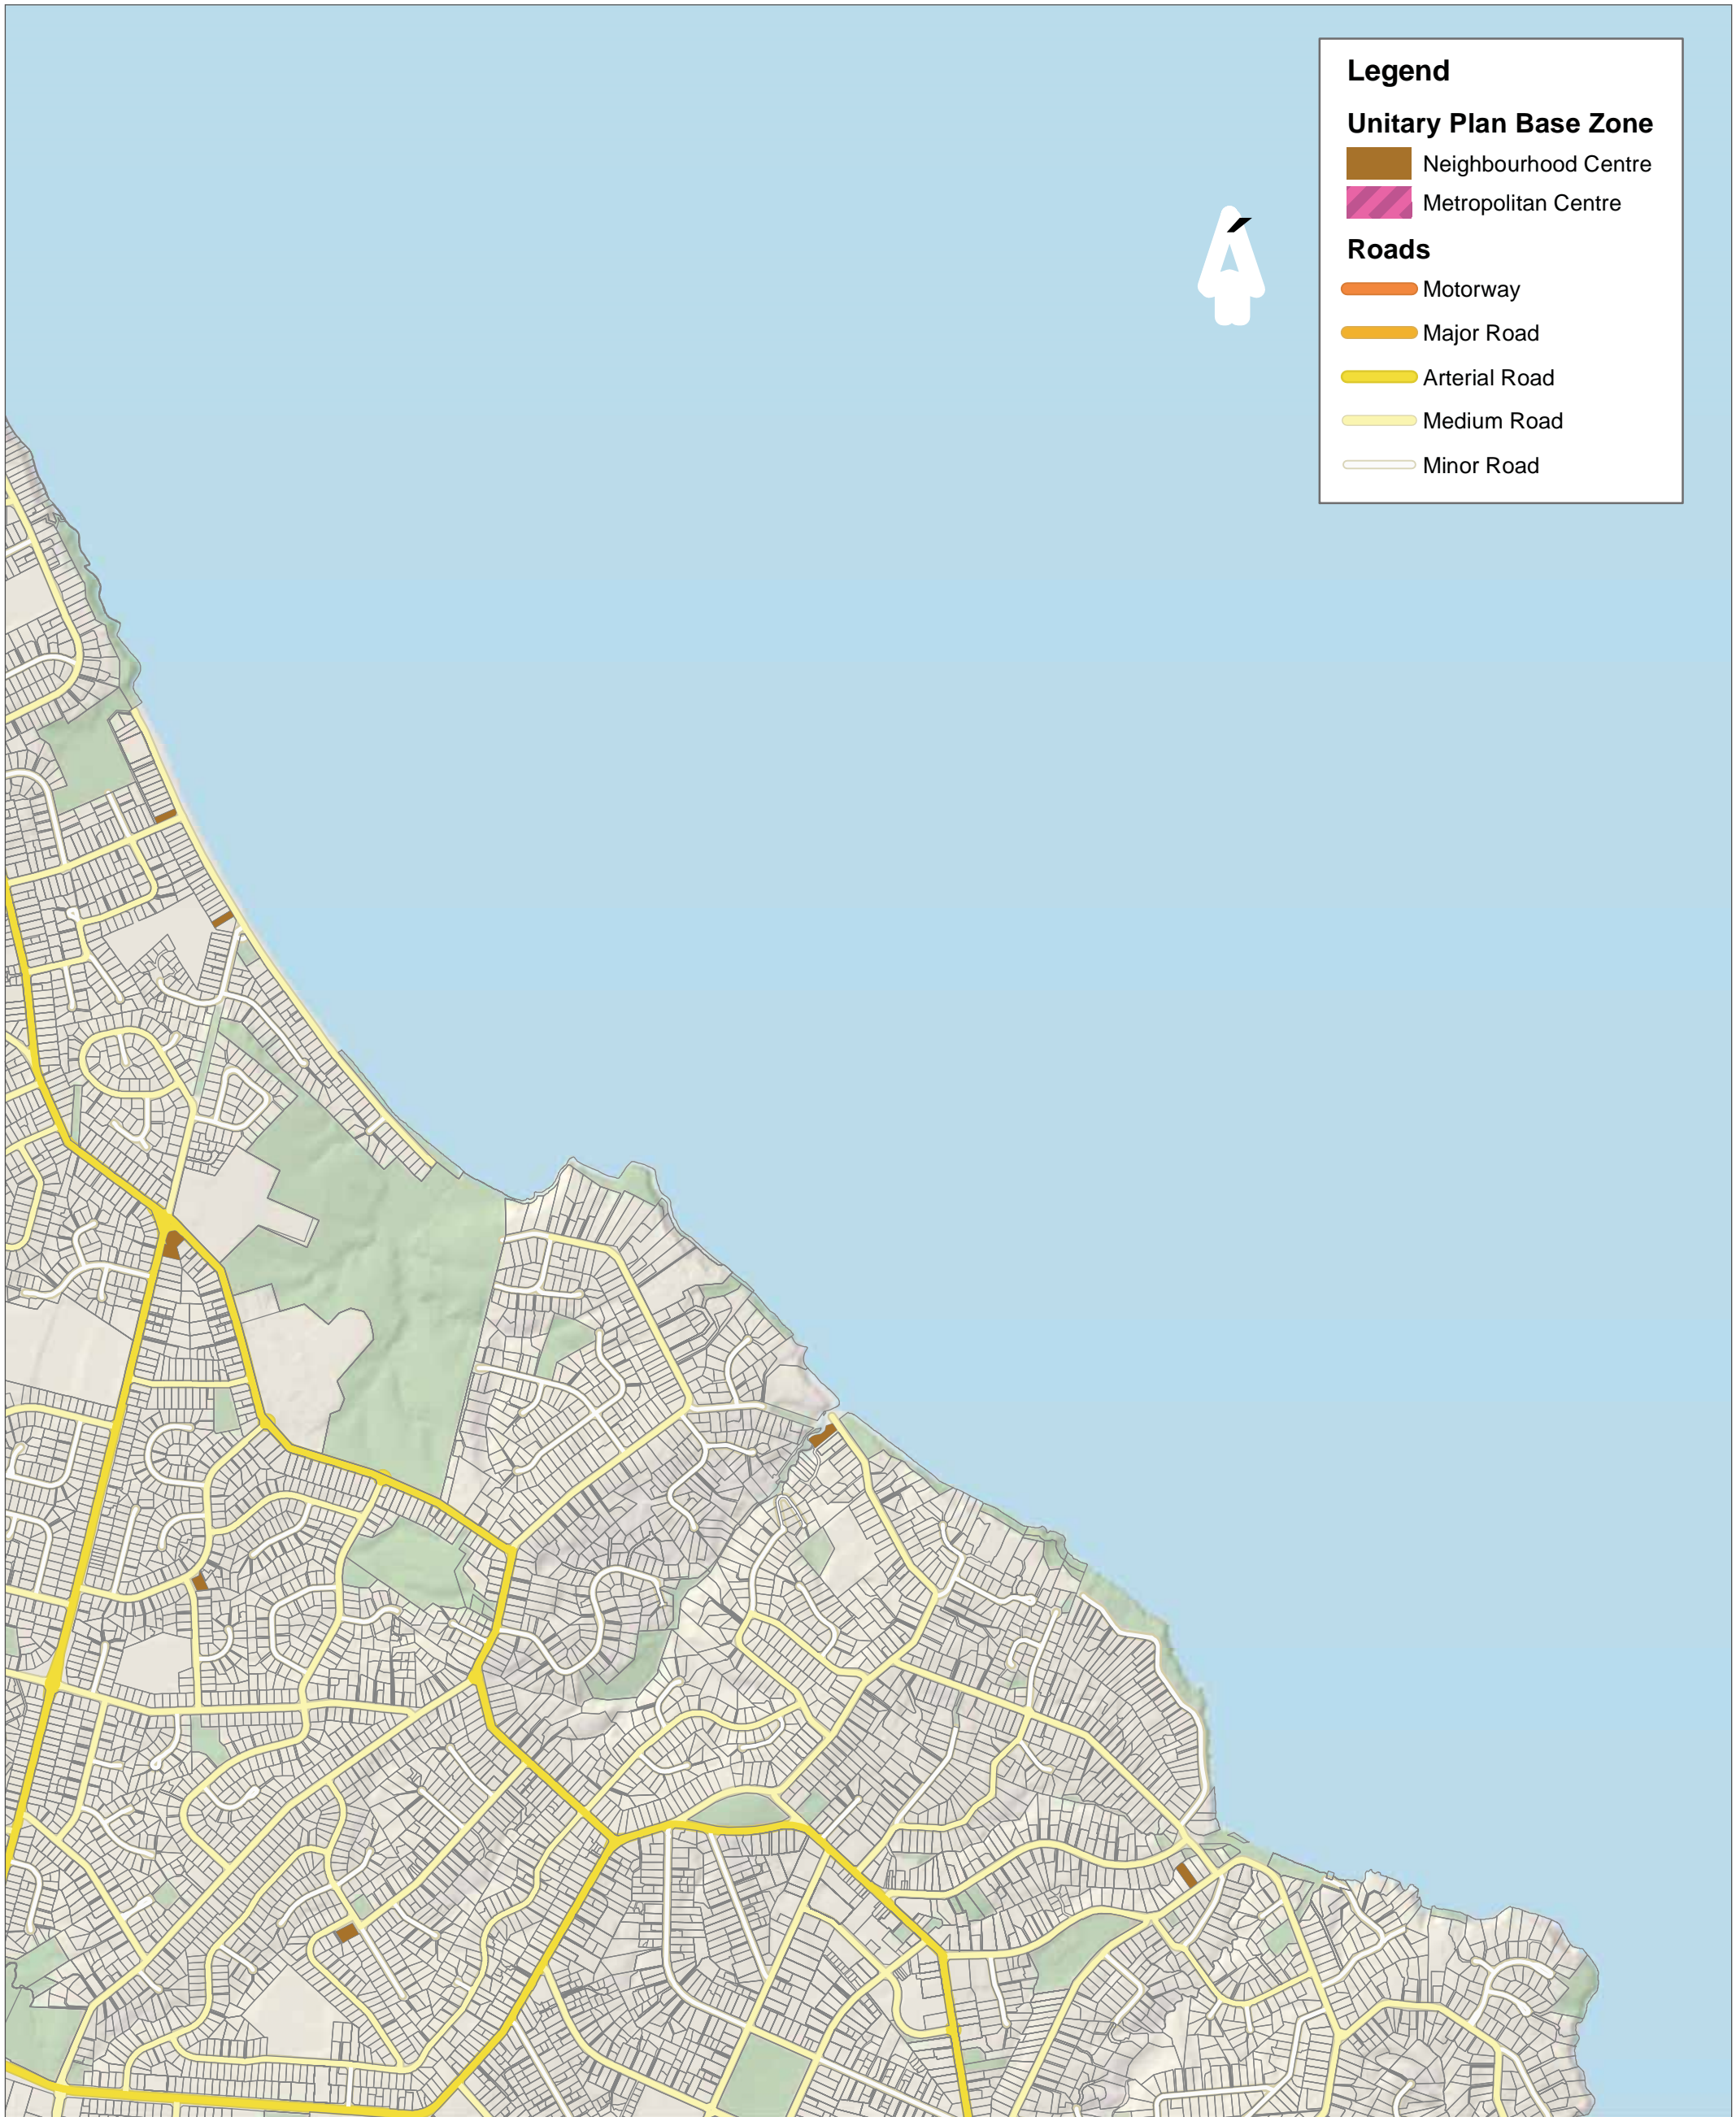 Legend
Unitary Plan Base Zone
Neighbourhood Centre
Metropolitan Centre
Roads
Motorway
Major Road
Arterial Road
Medium Road
Minor Road